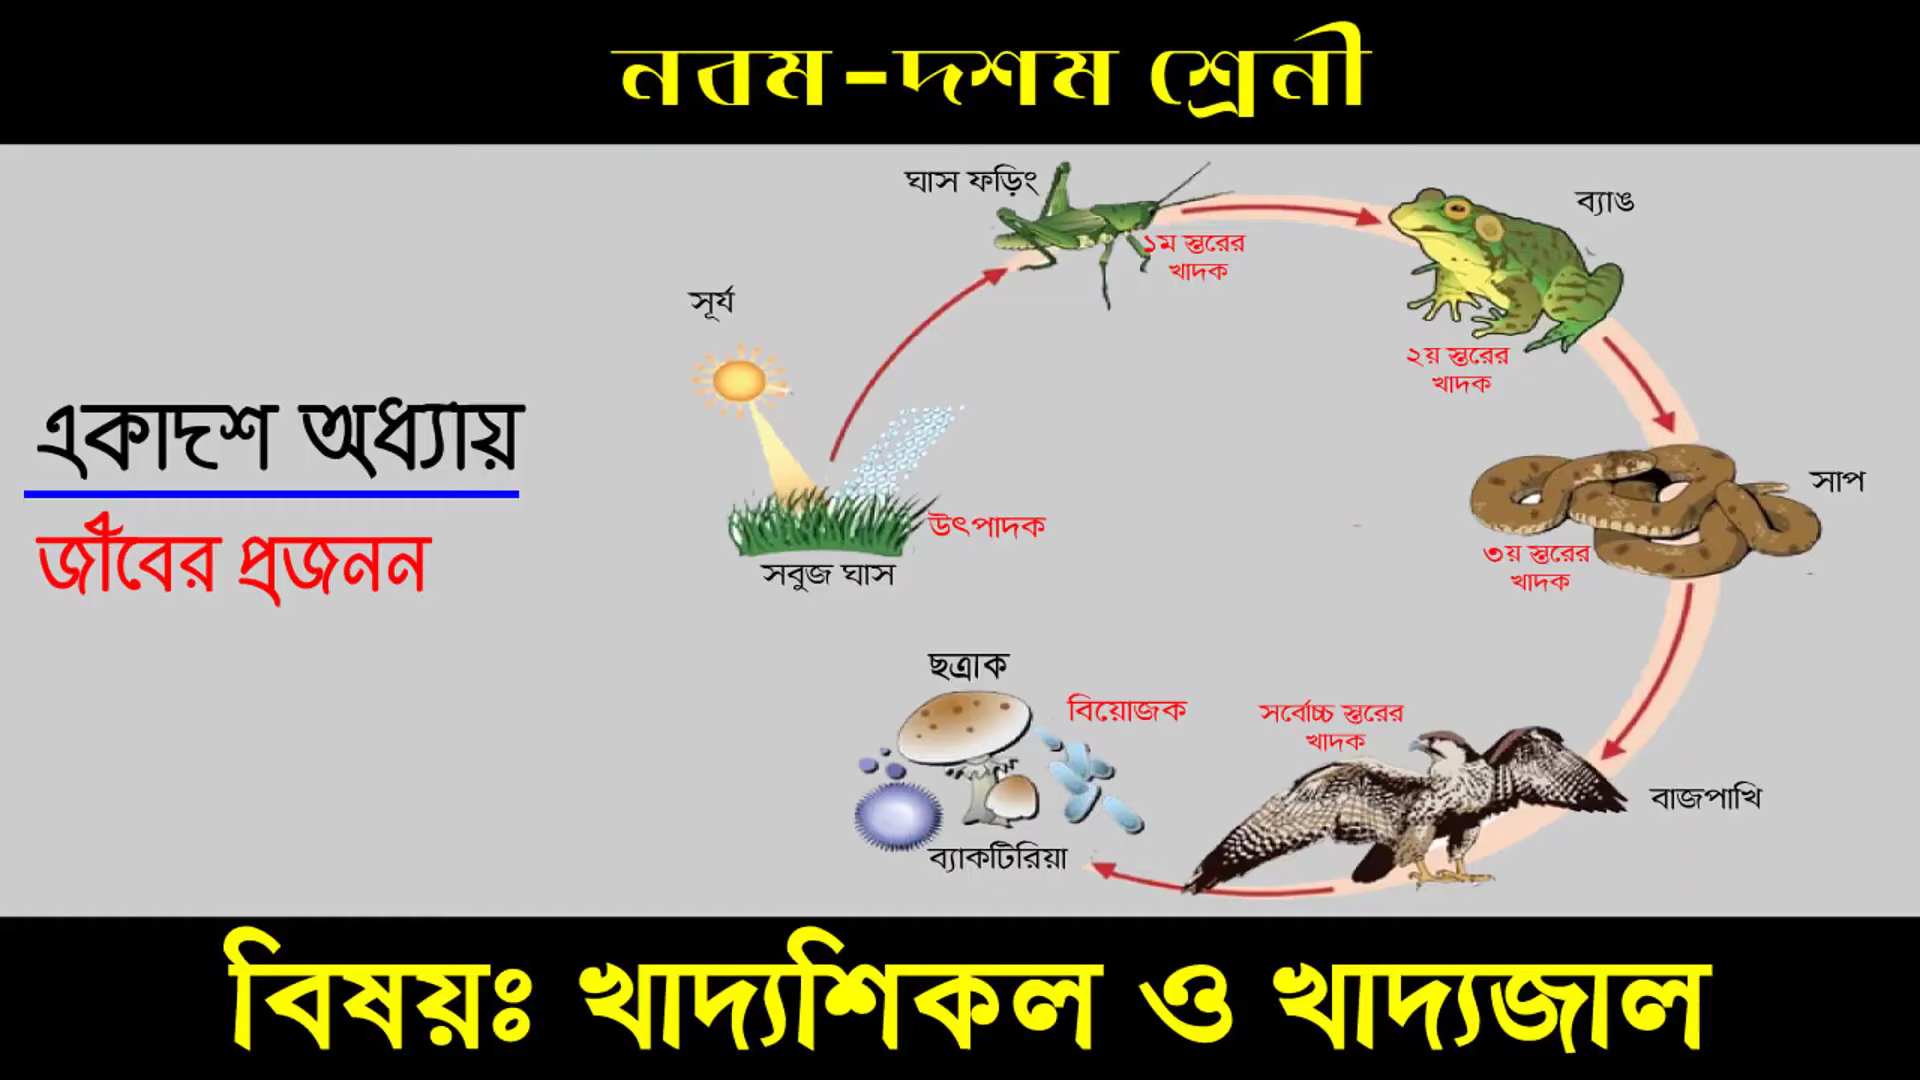 নবম-দশম শ্রেনী
ঘাস ফড়িং
ব্যাঙ
১ম স্তরের
খাদক
সূর্য
২য় স্তরের
খাদক
একাদশ অধ্যায়
জীবের প্রজনন
সাপ
উৎপাদক
৩য় স্তরের
খাদক
সবুজ ঘাস
ছত্রাক
বিয়োজক
সর্বোচ্চ স্তরের
খাদক
বাজপাখি
ব্যাকটিরিয়া
বিষয়ঃ খাদ্যশিকল ও খাদ্যজাল